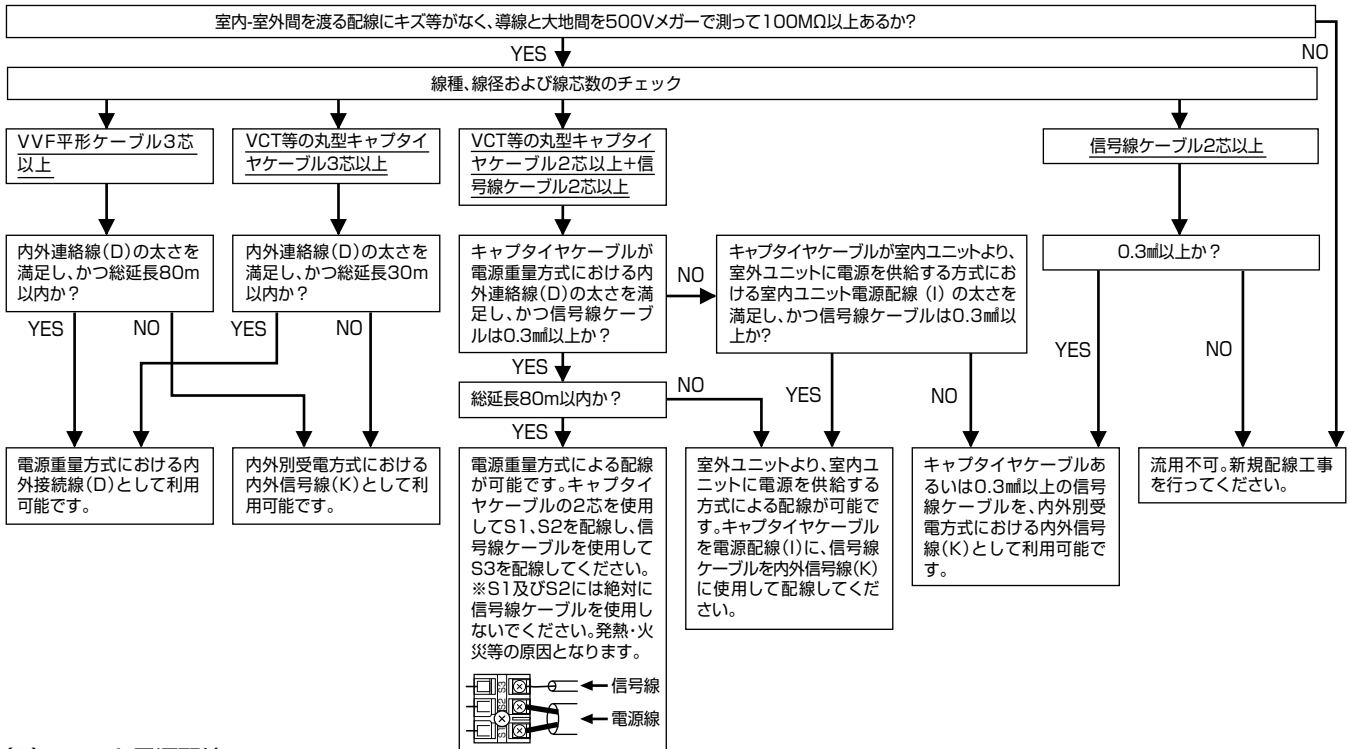 室内-室外間を渡る配線にキズ等がなく、導線と大地間を500Vメガーで測って100MΩ以上あるか?
YES
NO
線種、線径および線芯数のチェック
VVF平形ケーブル3芯
以上
VCT等の丸型キャプタイ
ヤケーブル3芯以上
VCT等の丸型キャプタイ
ヤケーブル2芯以上+信
号線ケーブル2芯以上
信号線ケーブル2芯以上
内外連絡線(D)の太さを
満足し、かつ総延長80m
以内か?
内外連絡線(D)の太さを
満足し、かつ総延長30m
以内か?
キャプタイヤケーブルが
電源重量方式における内
外連絡線(D)の太さを満
足し、かつ信号線ケーブ
ルは0.3㎟以上か?
NO
キャプタイヤケーブルが室内ユニットより、
室外ユニットに電源を供給する方式にお
ける室内ユニット電源配線 (I) の太さを
満足し、かつ信号線ケーブルは0.3㎟以
上か?
0.3㎟以上か?
YES
NO
YES
NO
YES
総延長80m以内か?
NO
YES
YES
NO
YES
NO
電源重量方式における内
外接続線(D)として利用
可能です。
内外別受電方式における
内外信号線(K)として利
用可能です。
電源重量方式による配線
が可能です。キャプタイ
ヤケーブルの2芯を使用
してS1、S2を配線し、信
号線ケーブルを使用して
S3を配線してください。
※S1及びS2には絶対に
信号線ケーブルを使用し
ないでください。発熱・火
災等の原因となります。
S3
S2
S1
信号線
電源線
室外ユニットより、室内ユ
ニットに電源を供給する
方式による配線が可能で
す。キャプタイヤケーブル
を電源配線(I)に、信号線
ケーブルを内外信号線(K)
に使用して配線してくだ
さい。
キャプタイヤケーブルあ
るいは0.3㎟以上の信号
線ケーブルを、内外別受
電方式における内外信号
線(K)として利用可能で
す。
流用不可。新規配線工事
を行ってください。